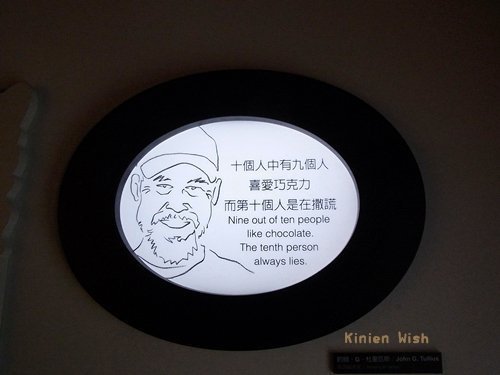 十個人中有九個人
喜愛巧克力
而第十個人是在撒謊
Nine out of ten people
like chocolate.
The tenth person
always lies.
Kinien Wish
John G. Tullius